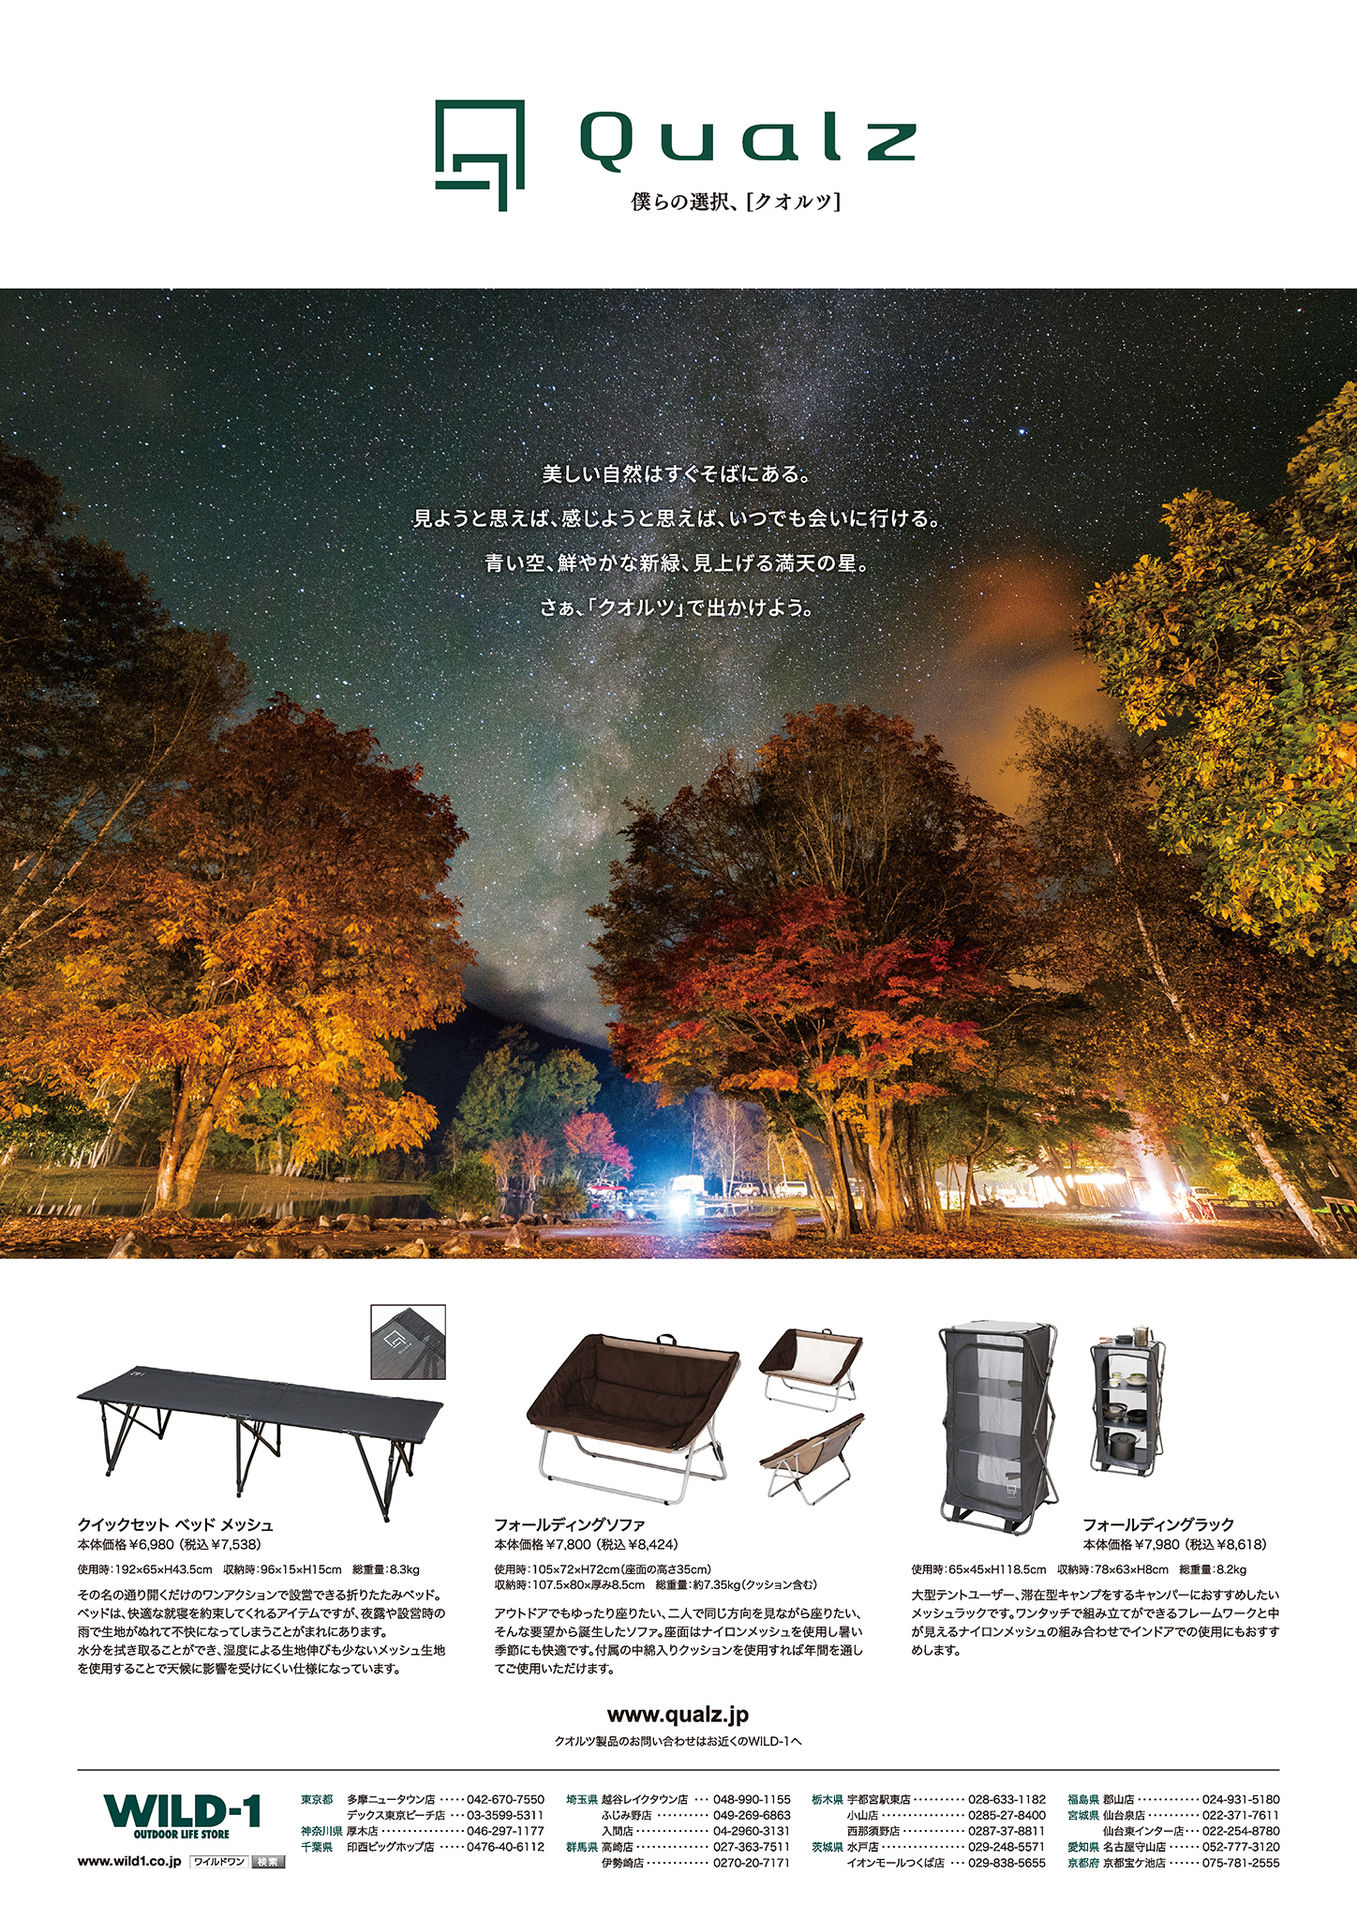 Qualz
僕らの選択、[クオルツ]
美しい自然はすぐそばにある。
見ようと思えば、感じようと思えば、いつでも会いに行ける。
青い空、鮮やかな新緑、見上げる満天の星。
さぁ、「クオルツ」で出かけよう。
クイックセット ベッド メッシュ
本体価格¥6,980（税込¥7,538）
使用時：192×65×H43.5cm　収納時：96×15×H15cm　総重量：8.3kg
その名の通り開くだけのワンアクションで設営できる折りたたみベッド。
ベッドは、快適な就寝を約束してくれるアイテムですが、夜露や設営時の
雨で生地がぬれて不快になってしまうことがまれにあります。
水分を拭き取ることができ、湿度による生地伸びも少ないメッシュ生地
を使用することで天候に影響を受けにくい仕様になっています。
フォールディングソファ
本体価格¥7,800（税込¥8,424）
使用時：105×72×H72cm（座面の高さ35cm）
収納時：107.5×80×厚み8.5cm　総重量：約7.35kg（クッション含む）
アウトドアでもゆったり座りたい、二人で同じ方向を見ながら座りたい、
そんな要望から誕生したソファ。座面はナイロンメッシュを使用し暑い
季節にも快適です。付属の中綿入りクッションを使用すれば年間を通し
てご使用いただけます。
フォールディングラック
本体価格¥7,980（税込¥8,618）
使用時：65×45×H118.5cm　収納時：78×63×H8cm　総重量：8.2kg
大型テントユーザー、滞在型キャンプをするキャンパーにおすすめしたい
メッシュラックです。ワンタッチで組み立てができるフレームワークと中
が見えるナイロンメッシュの組み合わせでインドアでの使用にもおすす
めします。
www.qualz.jp
クオルツ製品のお問い合わせはお近くのWILD-1へ
WILD-1
OUTDOOR LIFE STORE
www.wild1.co.jp ワイルドワン 検索
東京都 多摩ニュータウン店 ····· 042-670-7550
デックス東京ビーチ店 ··· 03-3599-5311
神奈川県 厚木店 ················ 046-297-1177
千葉県 印西ビッグホップ店 ····· 0476-40-6112
埼玉県 越谷レイクタウン店 ··· 048-990-1155
ふじみ野店 ·········· 049-269-6863
入間店 ·············· 04-2960-3131
群馬県 高崎店 ·············· 027-363-7511
伊勢崎店 ············ 0270-20-7171
栃木県 宇都宮駅東店 ·········· 028-633-1182
小山店 ················ 0285-27-8400
西那須野店 ············ 0287-37-8811
茨城県 水戸店 ················ 029-248-5571
イオンモールつくば店 ··· 029-838-5655
福島県 郡山店 ············ 024-931-5180
宮城県 仙台泉店 ·········· 022-371-7611
仙台東インター店 ··· 022-254-8780
愛知県 名古屋守山店 ······ 052-777-3120
京都府 京都宝ケ池店 ······ 075-781-2555